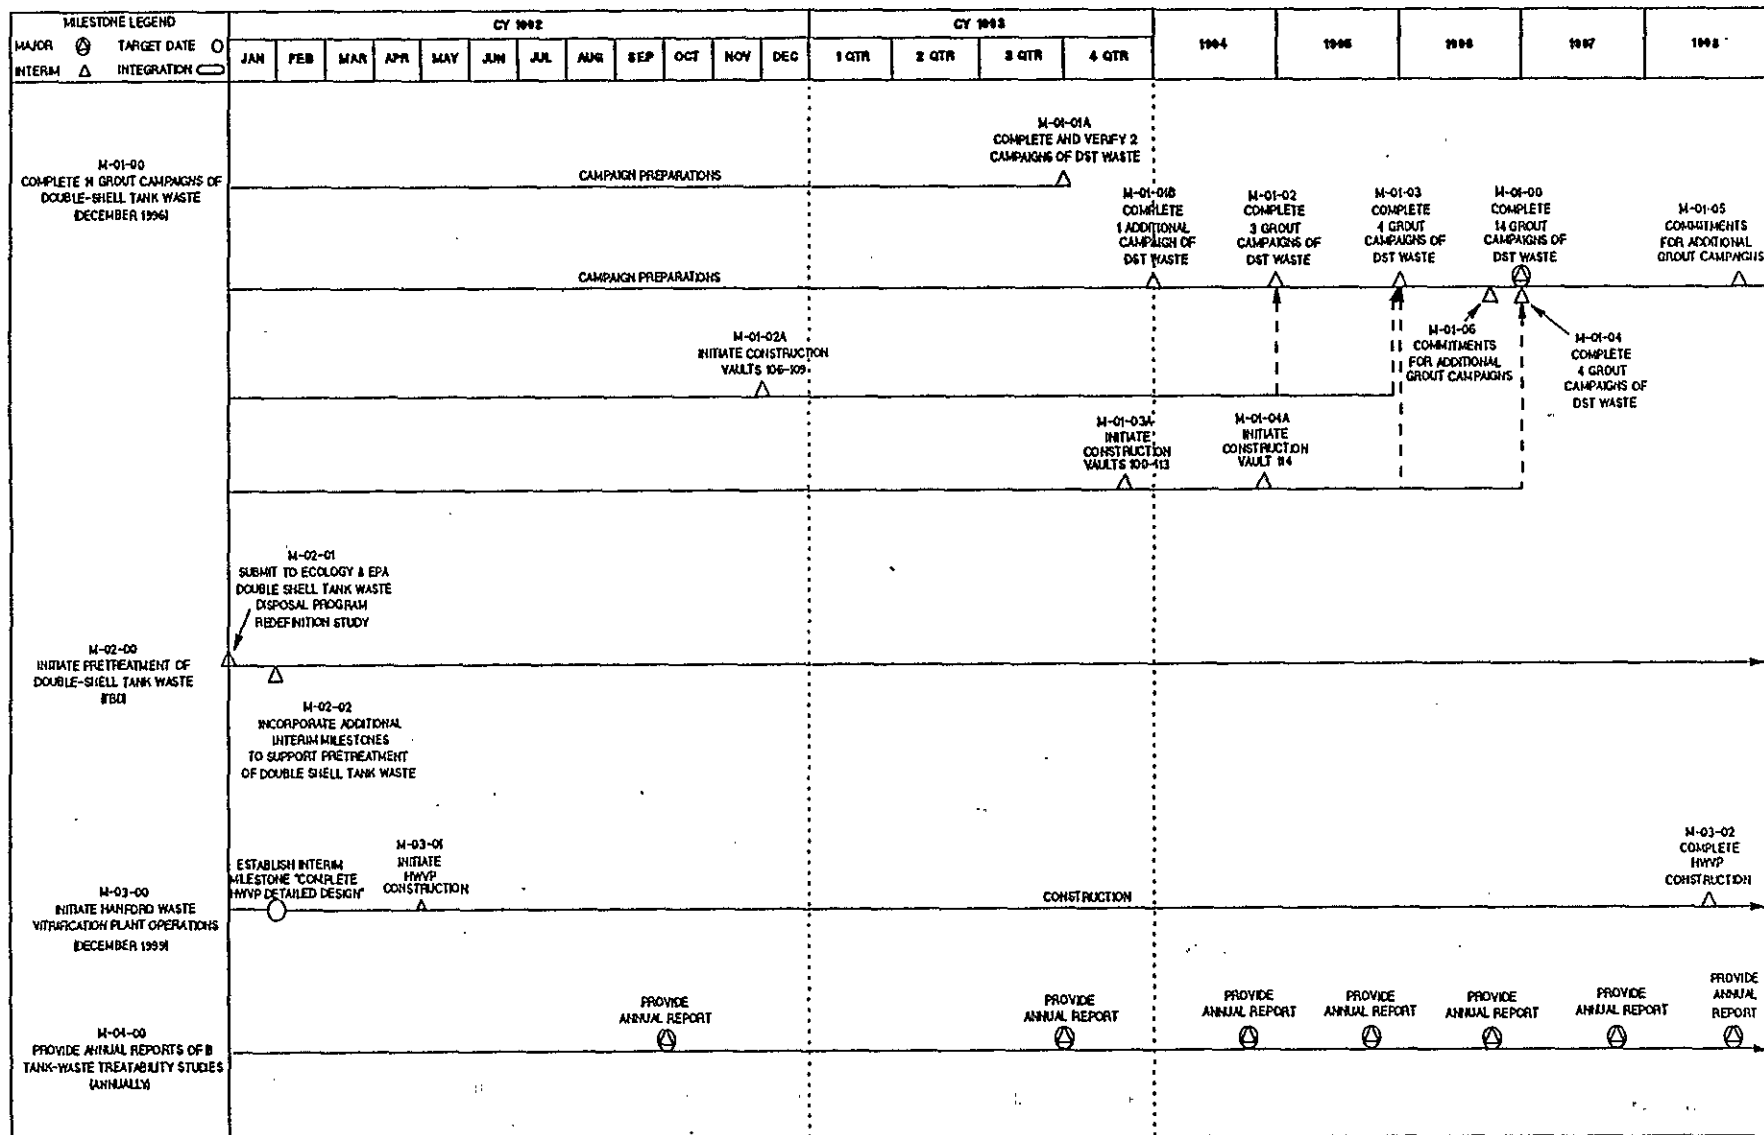 MILESTONE LEGEND
MAJOR TARGET DATE
INTERIM INTEGRATION
CY 1992
CY 1993
JAN FEB MAR APR MAY JUN JUL AUG SEP OCT NOV DEC
1 QTR 2 QTR 3 QTR 4 QTR
1994 1995 1996 1997 1998
M-01-00
COMPLETE 14 GROUT CAMPAIGNS OF
DOUBLE-SHELL TANK WASTE
(DECEMBER 1996)
CAMPAIGN PREPARATIONS
M-01-01A
COMPLETE AND VERIFY 2
CAMPAIGNS OF DST WASTE
CAMPAIGN PREPARATIONS
M-01-01B
COMPLETE
1 ADDITIONAL
CAMPAIGN OF
DST WASTE
M-01-02
COMPLETE
3 GROUT
CAMPAIGNS OF
DST WASTE
M-01-03
COMPLETE
4 GROUT
CAMPAIGNS OF
DST WASTE
M-01-00
COMPLETE
14 GROUT
CAMPAIGNS OF
DST WASTE
M-01-05
COMMITMENTS
FOR ADDITIONAL
GROUT CAMPAIGNS
M-01-06
COMMITMENTS
FOR ADDITIONAL
GROUT CAMPAIGNS
M-01-04
COMPLETE
4 GROUT
CAMPAIGNS OF
DST WASTE
M-01-02A
INITIATE CONSTRUCTION
VAULTS 106-109
M-01-03A
INITIATE
CONSTRUCTION
VAULTS
M-01-04A
INITIATE
CONSTRUCTION
VAULT 114
M-02-00
INITIATE PRETREATMENT OF
DOUBLE-SHELL TANK WASTE
(TBD)
M-02-01
SUBMIT TO ECOLOGY & EPA
DOUBLE SHELL TANK WASTE
DISPOSAL PROGRAM
REDEFINITION STUDY
M-02-02
INCORPORATE ADDITIONAL
INTERIM MILESTONES
TO SUPPORT PRETREATMENT
OF DOUBLE SHELL TANK WASTE
M-03-00
INITIATE HANFORD WASTE
VITRIFICATION PLANT OPERATIONS
(DECEMBER 1999)
ESTABLISH INTERIM
MILESTONE "COMPLETE
HWVP DETAILED DESIGN"
M-03-01
INITIATE
HWVP
CONSTRUCTION
CONSTRUCTION
M-03-02
COMPLETE
HWVP
CONSTRUCTION
M-04-00
PROVIDE ANNUAL REPORTS OF
TANK-WASTE TREATABILITY STUDIES
(ANNUALLY)
PROVIDE
ANNUAL REPORT
PROVIDE
ANNUAL REPORT
PROVIDE
ANNUAL REPORT
PROVIDE
ANNUAL REPORT
PROVIDE
ANNUAL REPORT
PROVIDE
ANNUAL REPORT
PROVIDE
ANNUAL
REPORT